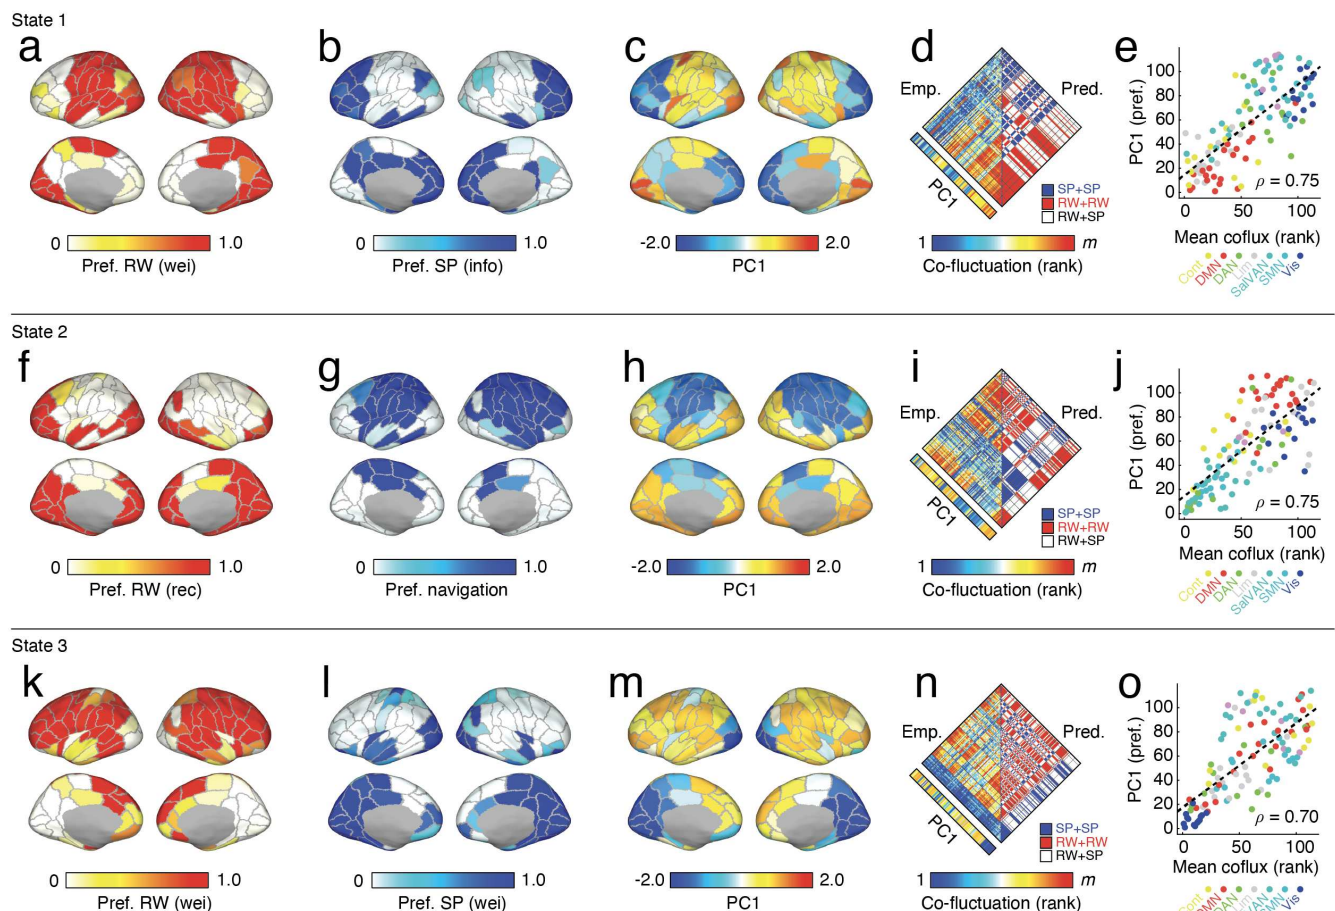 State 1
a b c d e
Emp. Pred.
PC1
SP+SP
RW+RW
RW+SP
0 1.0
Pref. RW (wei)
0 1.0
Pref. SP (info)
-2.0 2.0
PC1
1 m
Co-fluctuation (rank)
PC1 (pref.)
100
80
60
40
20
0
ρ = 0.75
0 50 100
Mean coflux (rank)
Cont DMN DAN Lim SalVAN SMN Vis
State 2
f g h i j
Emp. Pred.
PC1
SP+SP
RW+RW
RW+SP
0 1.0
Pref. RW (rec)
0 1.0
Pref. navigation
-2.0 2.0
PC1
1 m
Co-fluctuation (rank)
PC1 (pref.)
100
80
60
40
20
0
ρ = 0.75
0 50 100
Mean coflux (rank)
Cont DMN DAN Lim SalVAN SMN Vis
State 3
k l m n o
Emp. Pred.
PC1
SP+SP
RW+RW
RW+SP
0 1.0
Pref. RW (wei)
0 1.0
Pref. SP (wei)
-2.0 2.0
PC1
1 m
Co-fluctuation (rank)
PC1 (pref.)
100
80
60
40
20
0
ρ = 0.70
0 50 100
Mean coflux (rank)
Cont DMN DAN Lim SMN Vis